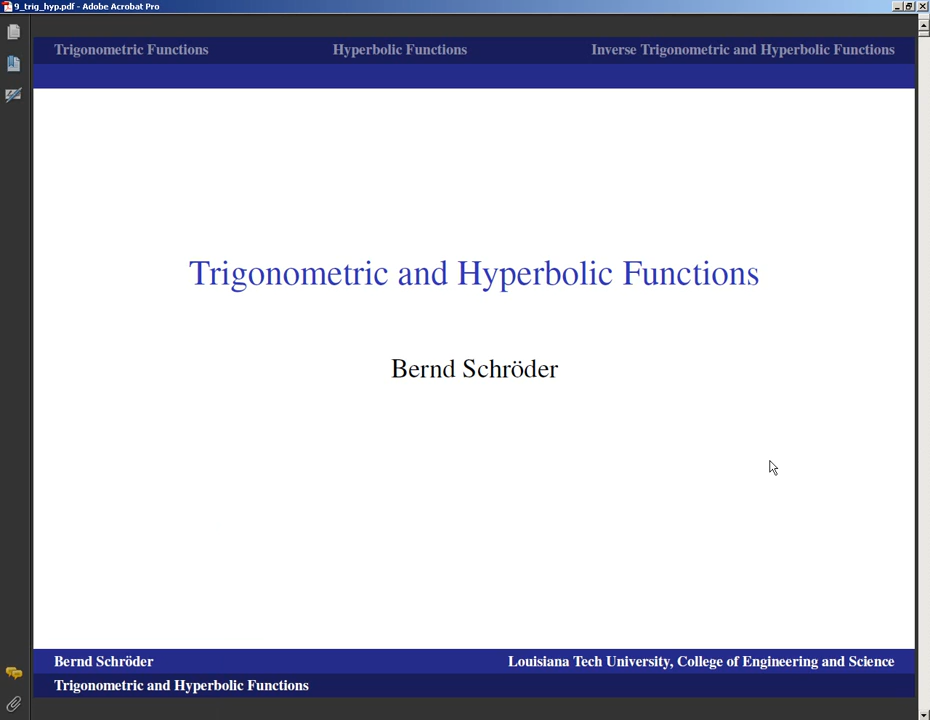 9_trig_hyp.pdf - Adobe Acrobat Pro
Trigonometric Functions Hyperbolic Functions Inverse Trigonometric and Hyperbolic Functions
Trigonometric and Hyperbolic Functions
Bernd Schröder
Bernd Schröder Louisiana Tech University, College of Engineering and Science
Trigonometric and Hyperbolic Functions